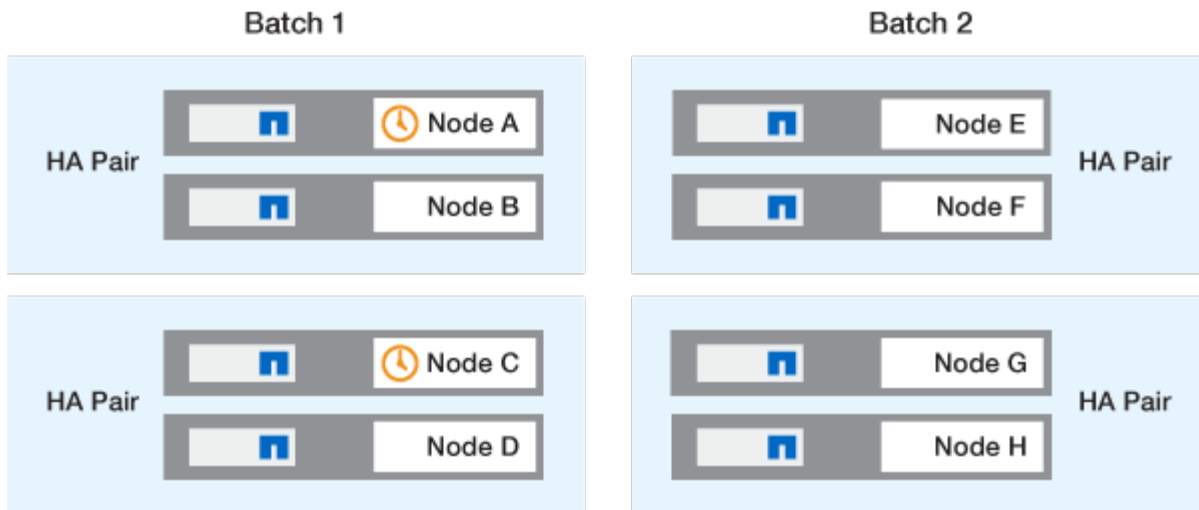 Batch 1
HA Pair
Node A
Node B
HA Pair
Node C
Node D
Batch 2
Node E
Node F
HA Pair
Node G
Node H
HA Pair